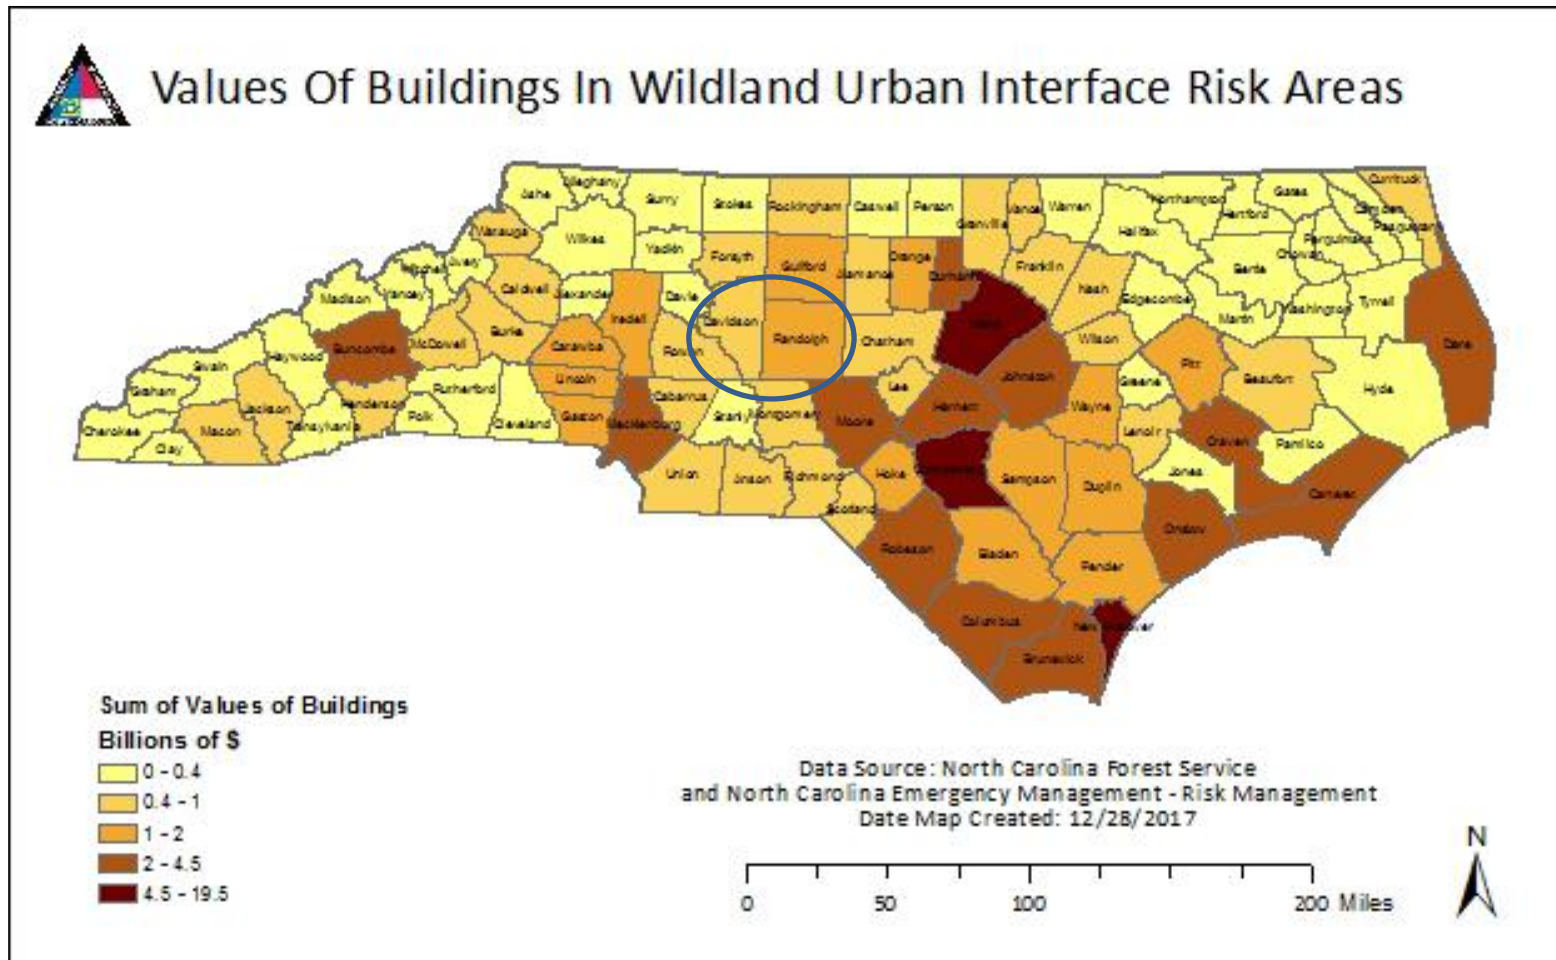 Values Of Buildings In Wildland Urban Interface Risk Areas
Ashe
Alleghany
Surry
Stokes
Rockingham
Caswell
Person
Granville
Vance
Warren
Northampton
Gates
Currituck
Hertford
Halifax
Camden
Pasquotank
Perquimans
Chowan
Watauga
Wilkes
Yadkin
Forsyth
Guilford
Alamance
Orange
Durham
Franklin
Nash
Edgecombe
Bertie
Martin
Washington
Tyrrell
Dare
Mitchell
Avery
Yancey
Madison
Caldwell
Alexander
Davie
Iredell
Davidson
Randolph
Chatham
Wake
Wilson
Pitt
Beaufort
Hyde
Buncombe
McDowell
Burke
Catawba
Rowan
Haywood
Swain
Graham
Cherokee
Clay
Macon
Jackson
Transylvania
Henderson
Polk
Rutherford
Cleveland
Lincoln
Gaston
Mecklenburg
Cabarrus
Stanly
Montgomery
Moore
Lee
Harnett
Johnston
Wayne
Greene
Lenoir
Craven
Pamlico
Jones
Carteret
Onslow
Duplin
Sampson
Hoke
Scotland
Richmond
Anson
Union
Robeson
Bladen
Pender
Columbus
Brunswick
New Hanover
Sum of Values of Buildings
Billions of $
0 - 0.4
0.4 - 1
1 - 2
2 - 4.5
4.5 - 19.5
Data Source: North Carolina Forest Service
and North Carolina Emergency Management - Risk Management
Date Map Created: 12/28/2017
N
0 50 100 200 Miles